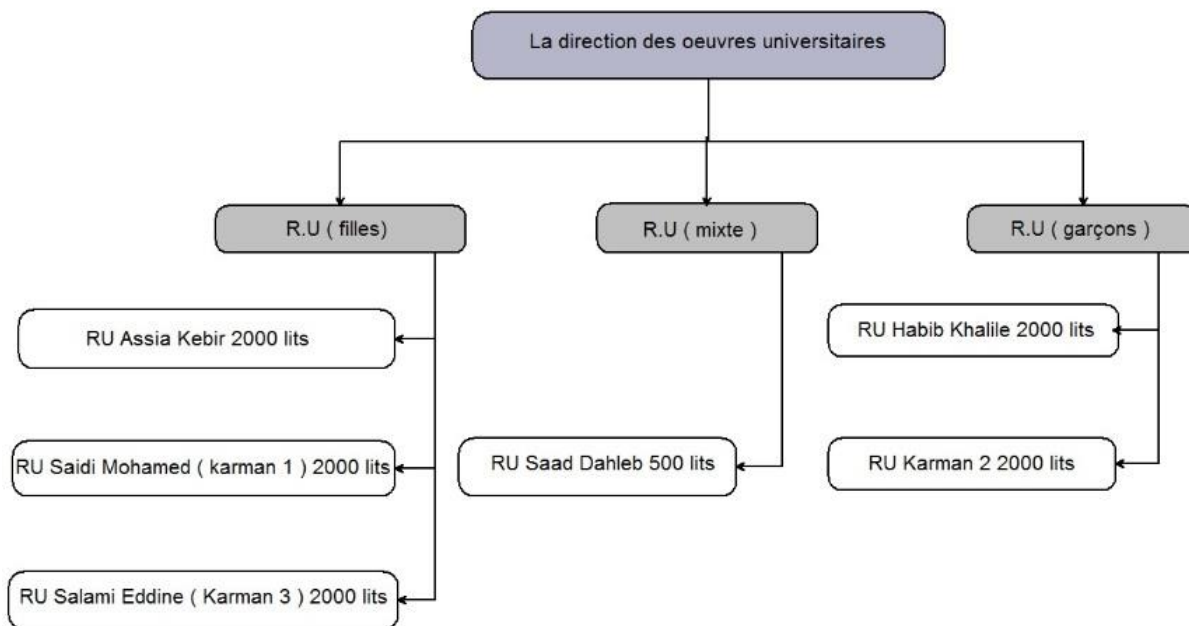 La direction des oeuvres universitaires
R.U ( filles)
R.U ( mixte )
R.U ( garçons )
RU Assia Kebir 2000 lits
RU Habib Khalile 2000 lits
RU Saidi Mohamed ( karman 1 ) 2000 lits
RU Saad Dahleb 500 lits
RU Karman 2 2000 lits
RU Salami Eddine ( Karman 3 ) 2000 lits